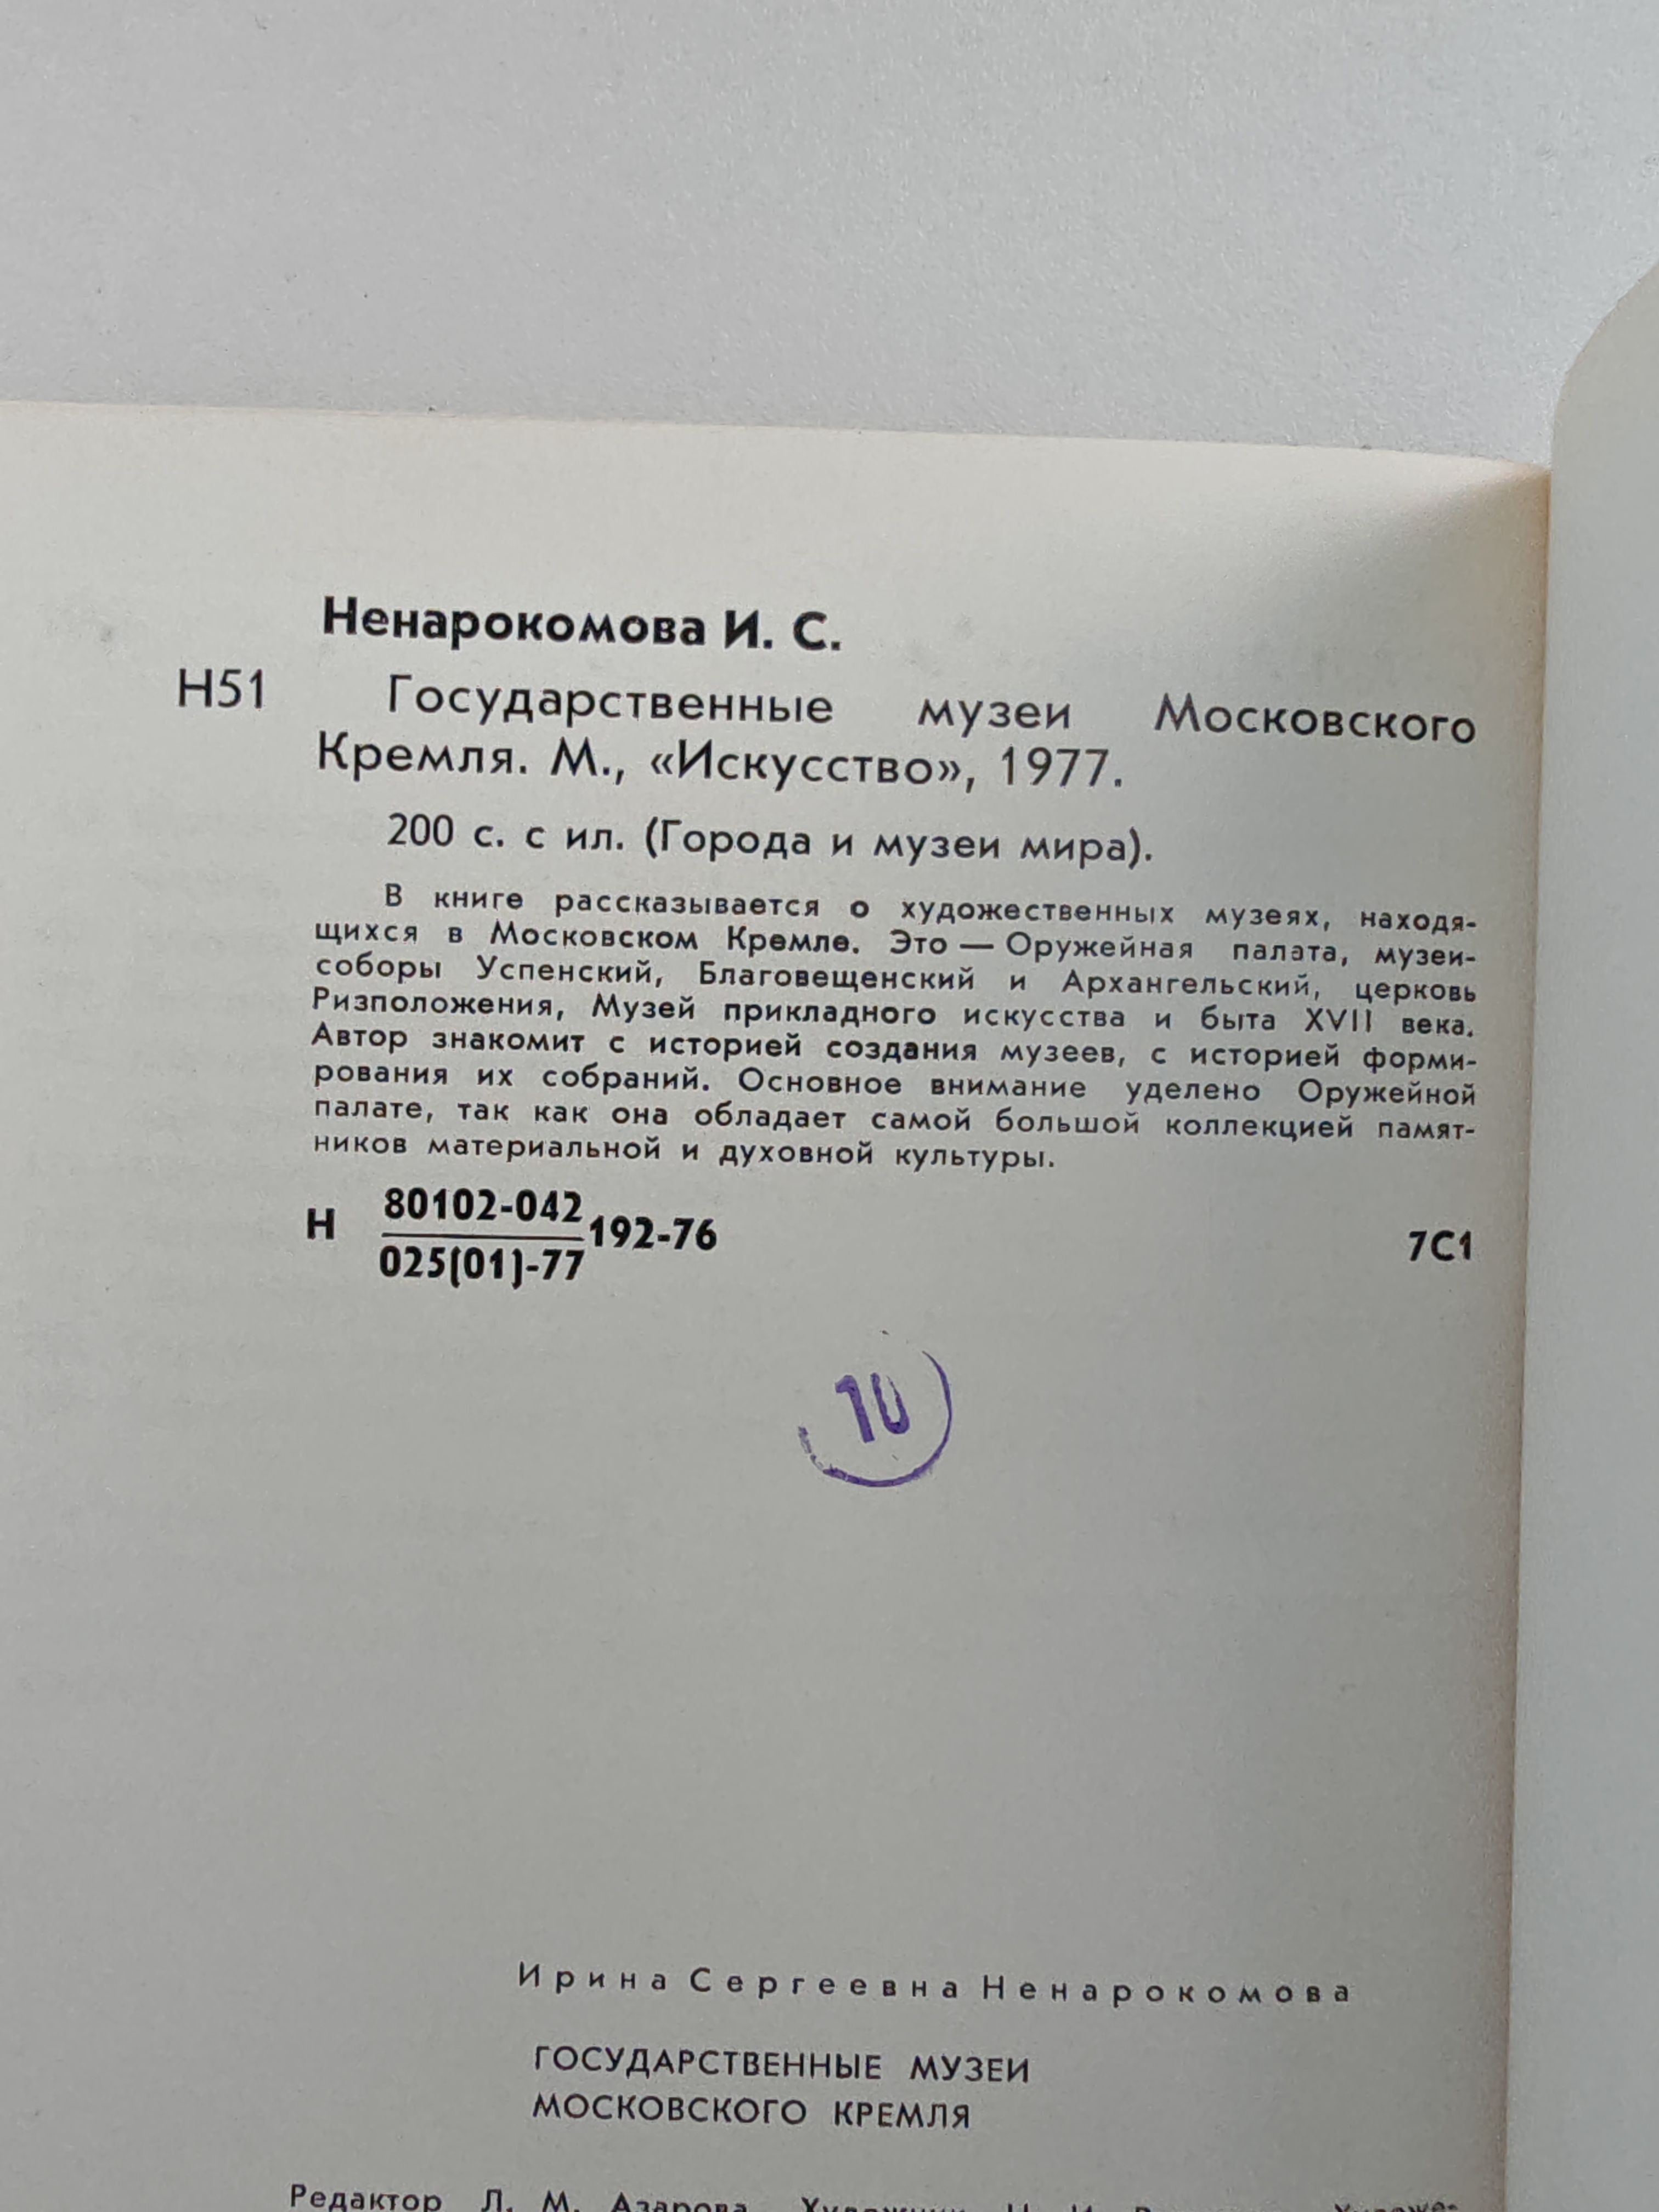 Ненарокомова И. С.
Н51 Государственные музеи Московского
Кремля. М., «Искусство», 1977.
200 с. с ил. (Города и музеи мира).
В книге рассказывается о художественных музеях, находя-
щихся в Московском Кремле. Это — Оружейная палата, музеи-
соборы Успенский, Благовещенский и Архангельский, церковь
Ризположения, Музей прикладного искусства и быта XVII века.
Автор знакомит с историей создания музеев, с историей форми-
рования их собраний. Основное внимание уделено Оружейной
палате, так как она обладает самой большой коллекцией памят-
ников материальной и духовной культуры.
80102-042
Н 192-76 7С1
025(01)-77
10
Ирина Сергеевна Ненарокомова
ГОСУДАРСТВЕННЫЕ МУЗЕИ
МОСКОВСКОГО КРЕМЛЯ
Редактор Л. М. Азарова.